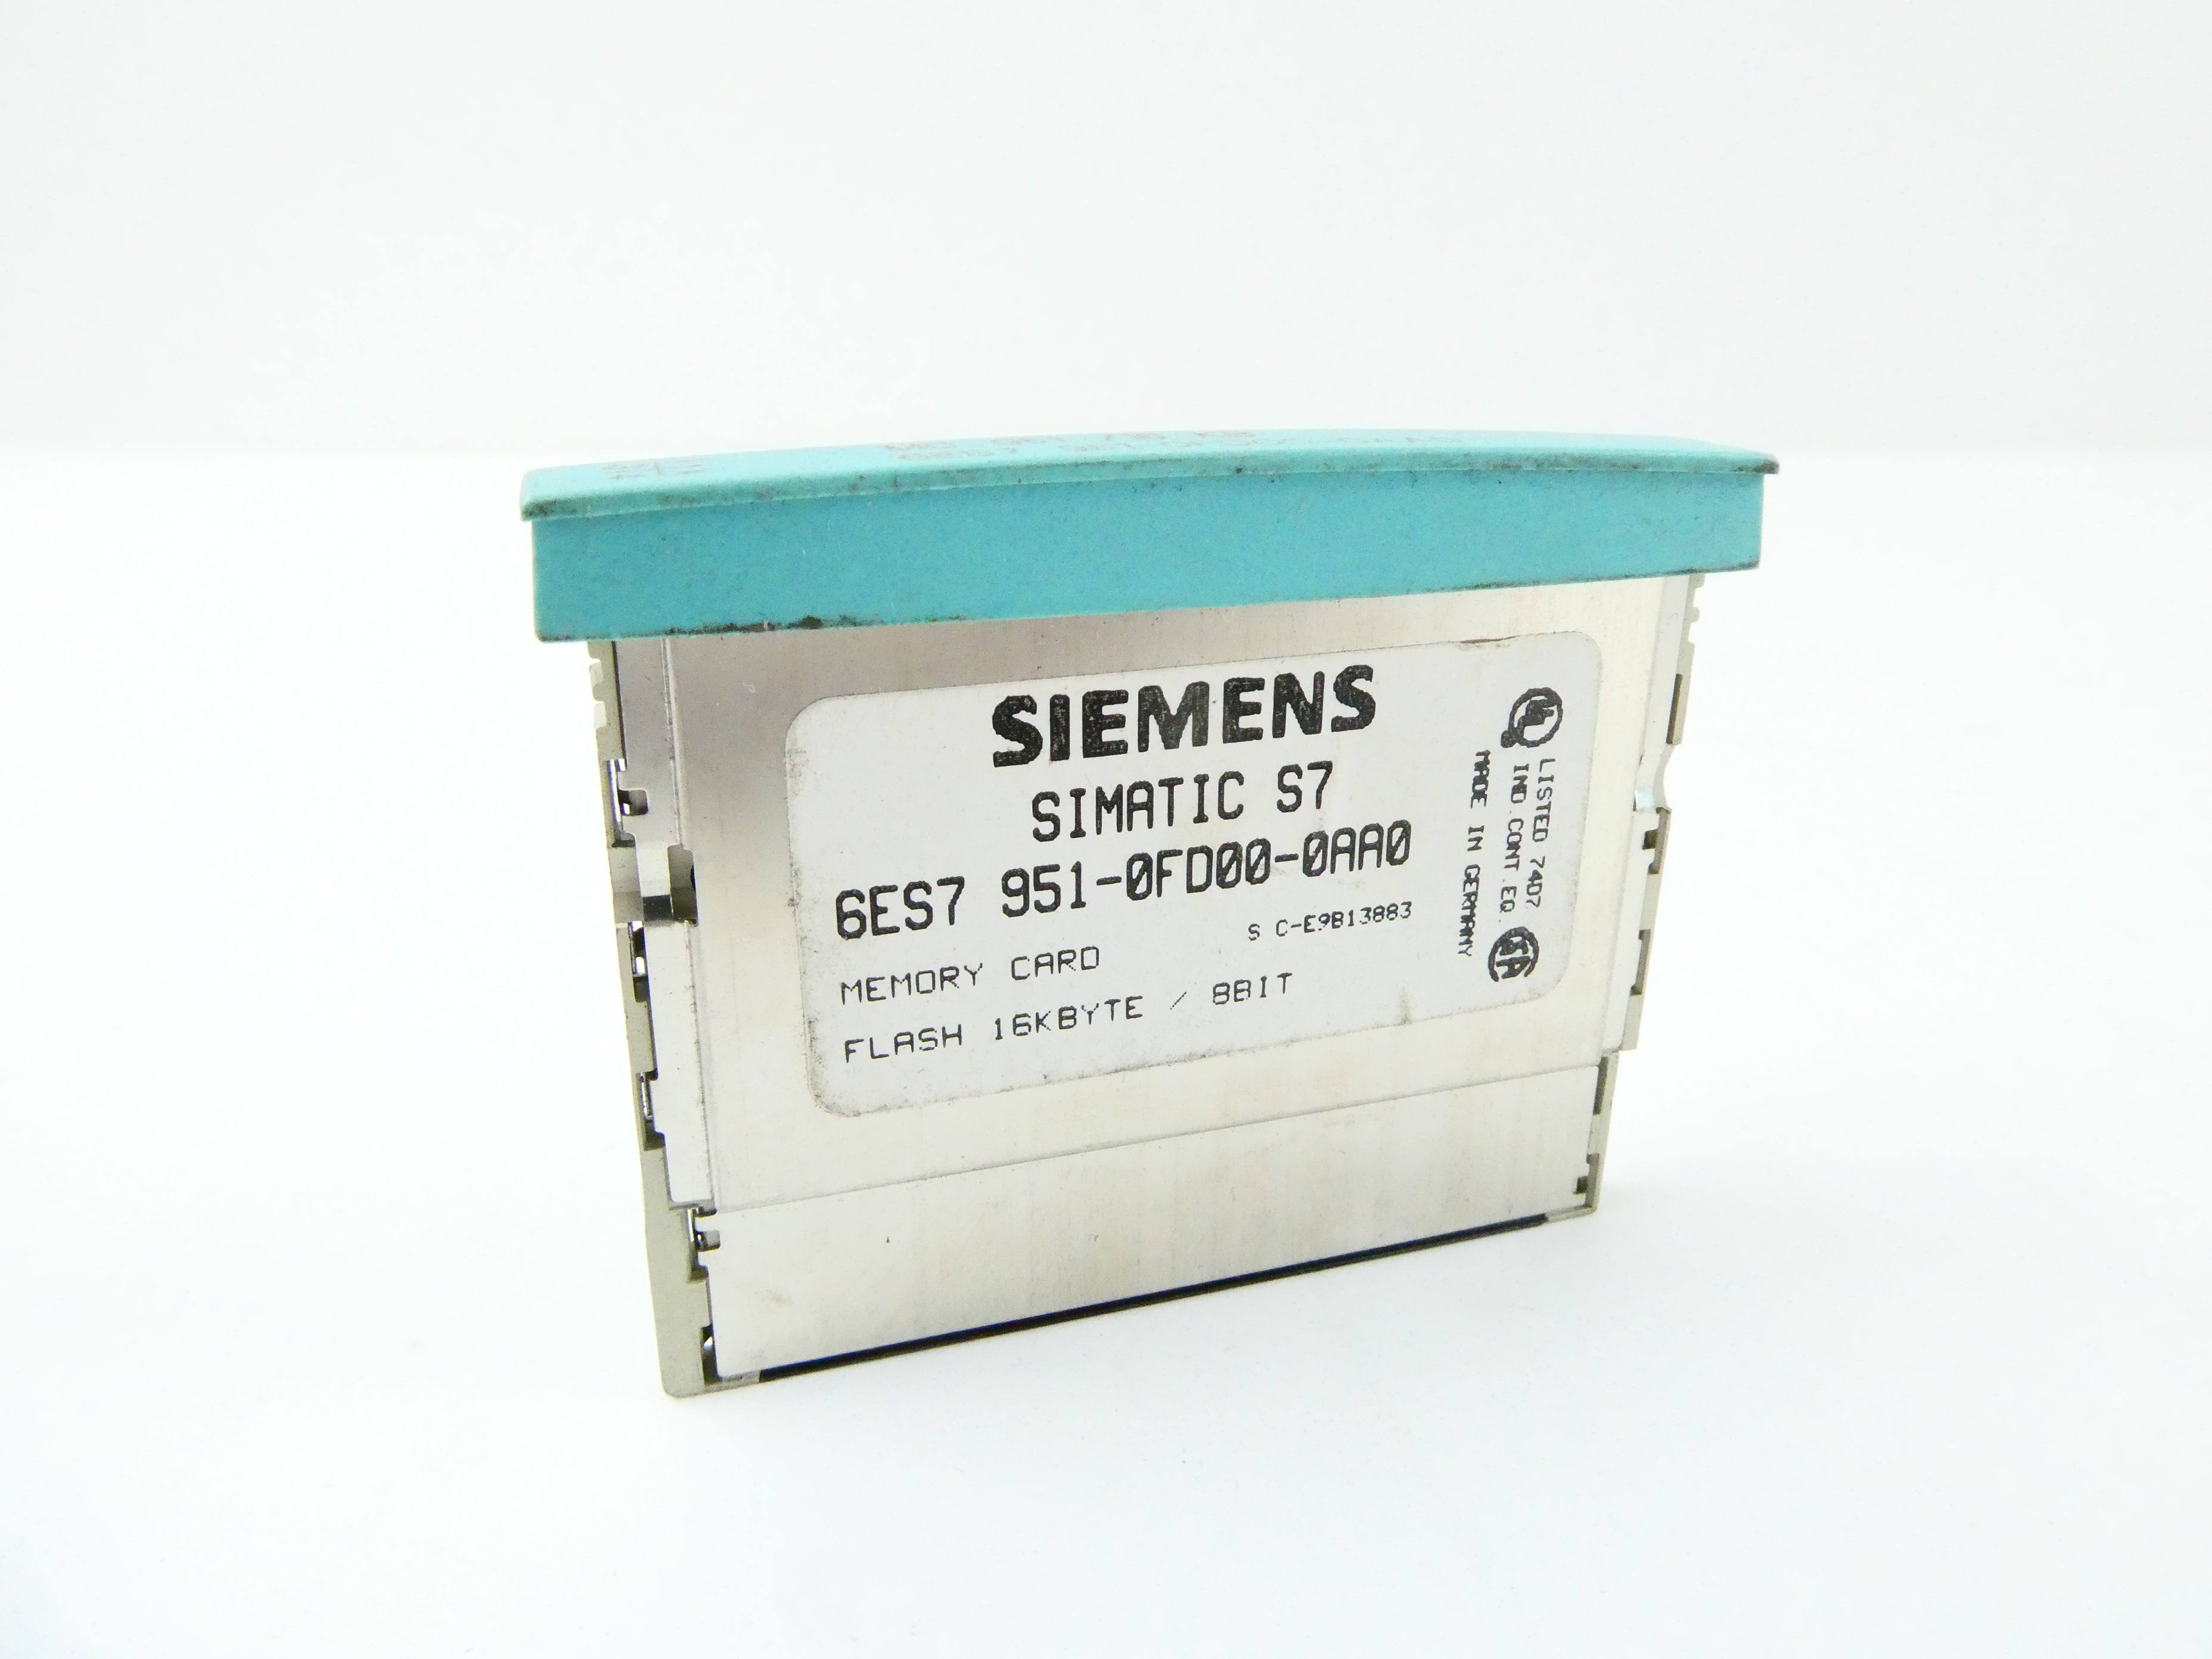 SIEMENS
SIMATIC S7
6ES7 951-0FD00-0AA0
S C-E9B13883
MEMORY CARD
FLASH 16KBYTE / 8BIT
UL
LISTED 74D7
IND.CONT.EQ.
MADE IN GERMANY